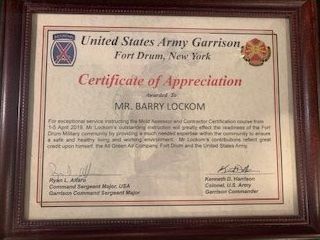 United States Army Garrison
Fort Drum, New York
Certificate of Appreciation
Awarded To
MR. BARRY LOCKOM
For exceptional service instructing the Mold Assessor and Contractor Certification course from
1-5 April 2019. Mr Lockom's outstanding instruction will greatly effect the readiness of the Fort
Drum Military community by providing a much needed expertise within the community to ensure
a safe and healthy living and working environment. Mr Lockom's contributions reflect great
credit upon himself, the All Green Air Company, Fort Drum and the United States Army.
Ryan L. Alfaro
Command Sergeant Major, USA
Garrison Command Sergeant Major
Kenneth D. Harrison
Colonel, U.S. Army
Garrison Commander